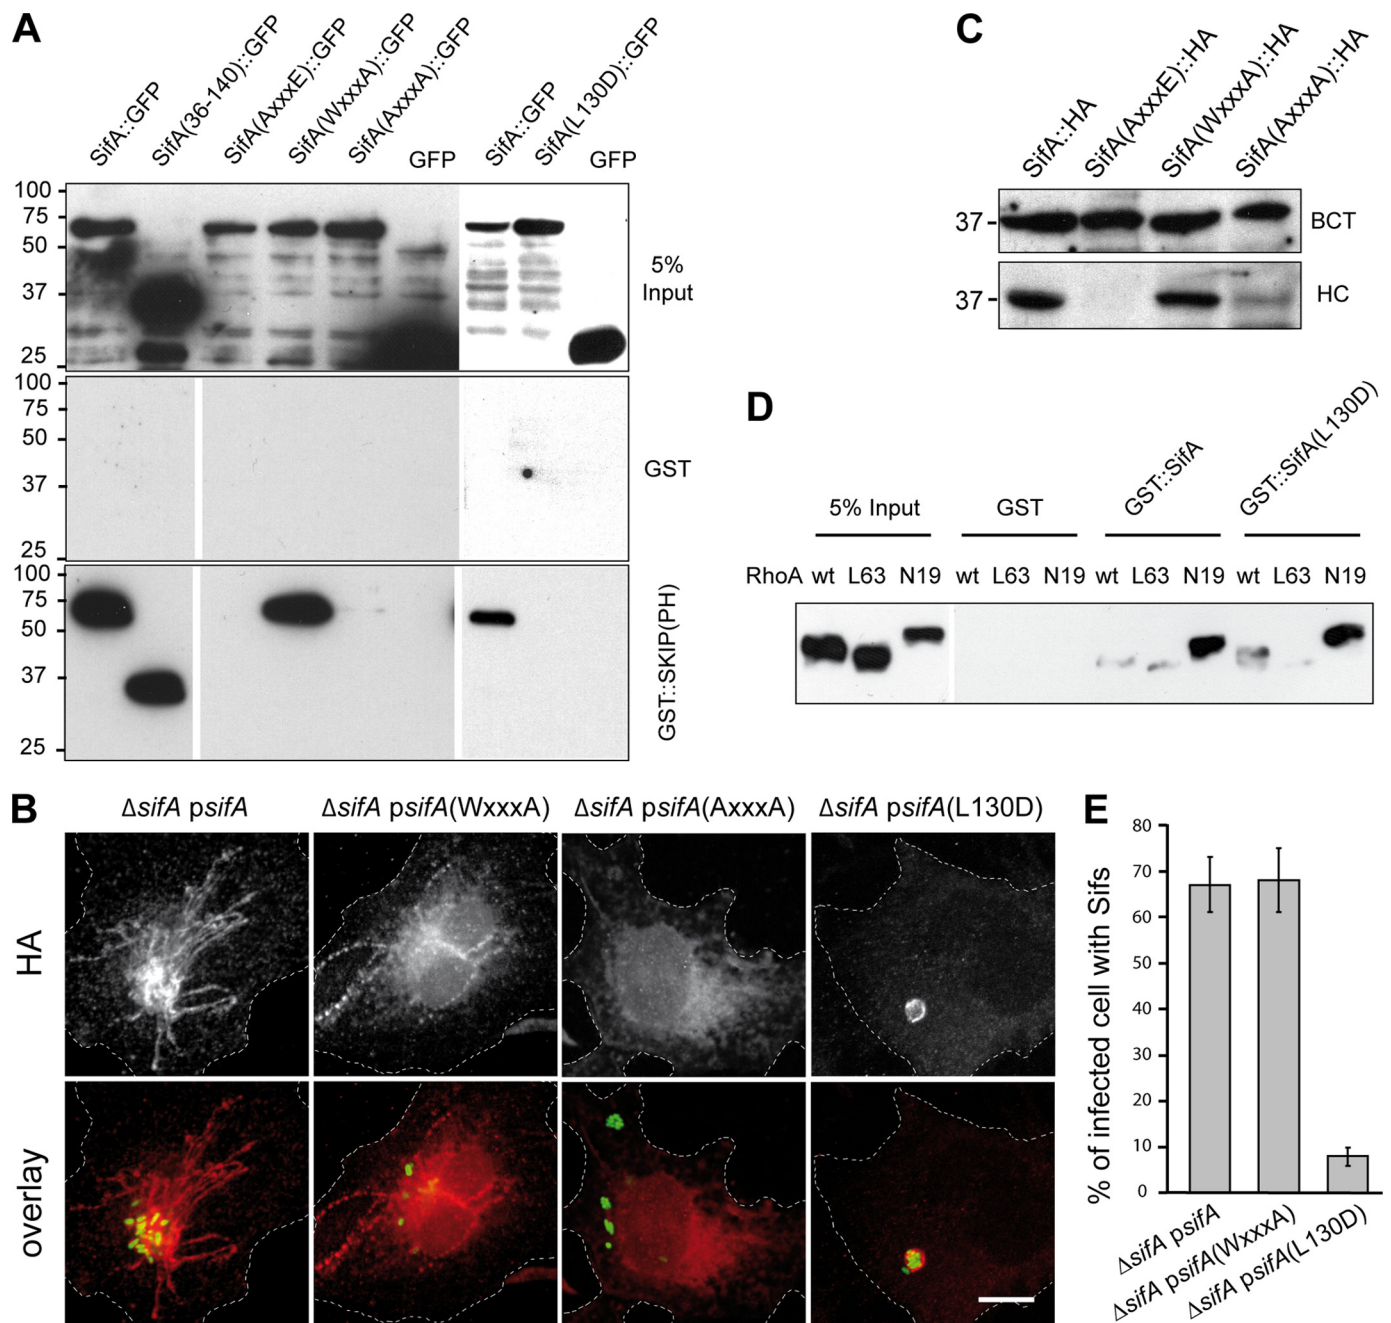 A
SifA::GFP
SifA(36-140)::GFP
SifA(AxxxE)::GFP
SifA(WxxxA)::GFP
SifA(AxxxA)::GFP
GFP
SifA::GFP
SifA(L130D)::GFP
GFP
100
75
50
37
25
5%
Input
100
75
50
37
25
GST
100
75
50
37
25
GST::SKIP(PH)
C
SifA::HA
SifA(AxxxE)::HA
SifA(WxxxA)::HA
SifA(AxxxA)::HA
37
BCT
37
HC
D
5% Input
GST
GST::SifA
GST::SifA(L130D)
RhoA wt L63 N19 wt L63 N19 wt L63 N19 wt L63 N19
B
ΔsifA psifA
ΔsifA psifA(WxxxA)
ΔsifA psifA(AxxxA)
ΔsifA psifA(L130D)
HA
overlay
E
% of infected cell with Sifs
80
70
60
50
40
30
20
10
0
ΔsifA psifA
ΔsifA psifA(WxxxA)
ΔsifA psifA(L130D)